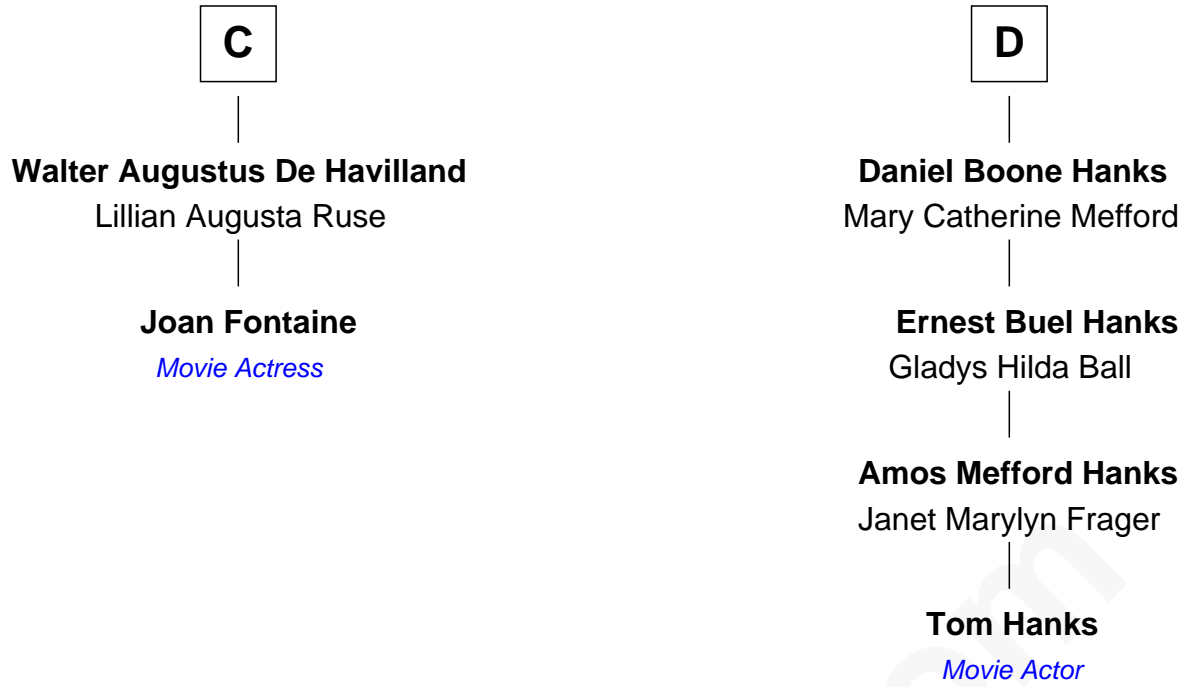 C
Walter Augustus De Havilland
Lillian Augusta Ruse
Joan Fontaine
Movie Actress
D
Daniel Boone Hanks
Mary Catherine Mefford
Ernest Buel Hanks
Gladys Hilda Ball
Amos Mefford Hanks
Janet Marylyn Frager
Tom Hanks
Movie Actor